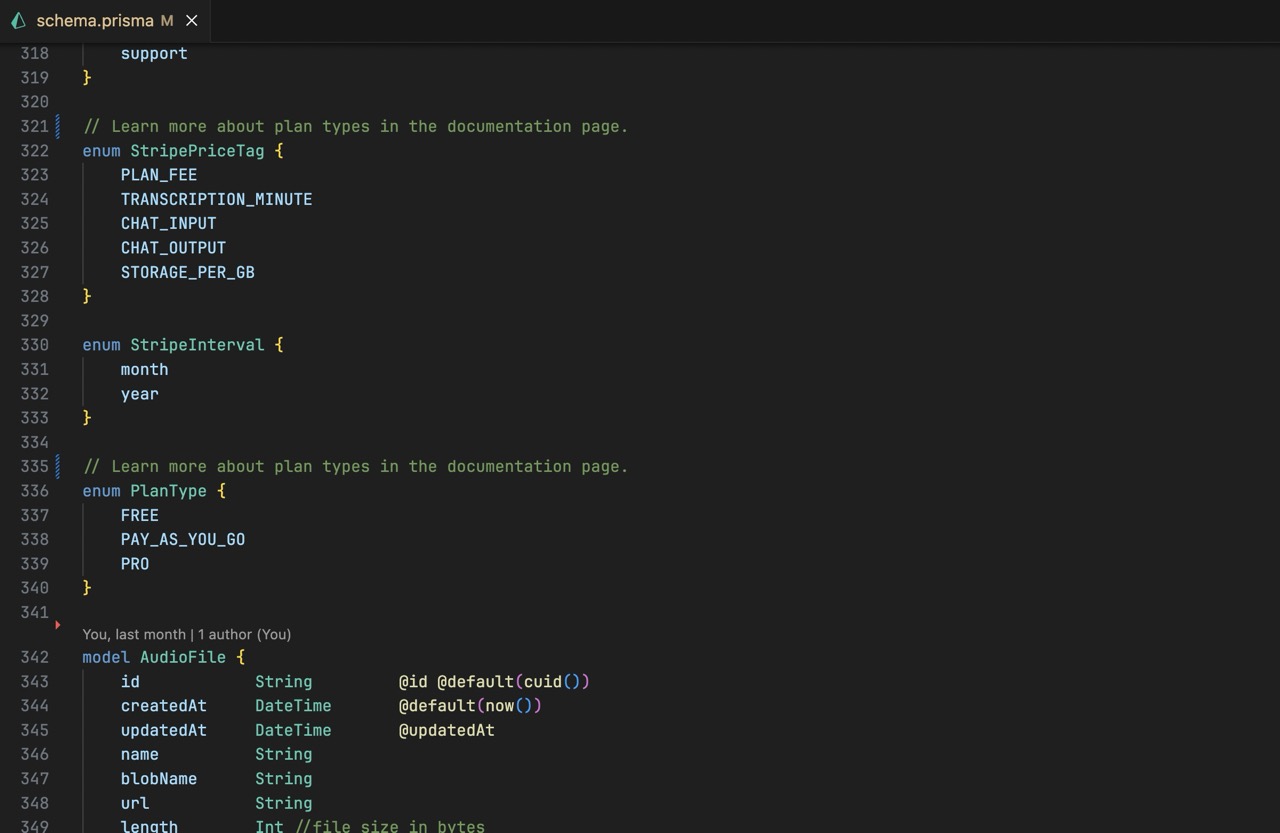 schema.prisma M
318 support
319 }
320
321 // Learn more about plan types in the documentation page.
322 enum StripePriceTag {
323 PLAN_FEE
324 TRANSCRIPTION_MINUTE
325 CHAT_INPUT
326 CHAT_OUTPUT
327 STORAGE_PER_GB
328 }
329
330 enum StripeInterval {
331 month
332 year
333 }
334
335 // Learn more about plan types in the documentation page.
336 enum PlanType {
337 FREE
338 PAY_AS_YOU_GO
339 PRO
340 }
341
You, last month | 1 author (You)
342 model AudioFile {
343 id String @id @default(cuid())
344 createdAt DateTime @default(now())
345 updatedAt DateTime @updatedAt
346 name String
347 blobName String
348 url String
349 length Int //file size in bytes